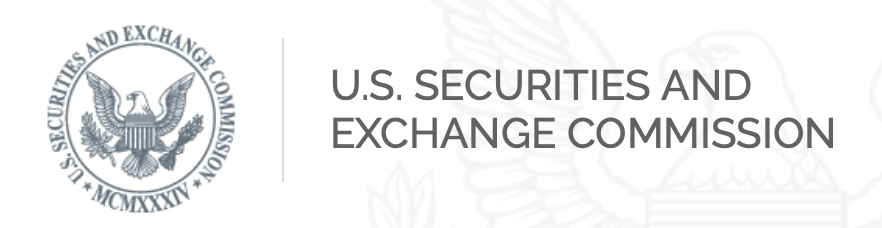 U.S. SECURITIES AND EXCHANGE COMMISSION
MCMXXXIV
U.S. SECURITIES AND
EXCHANGE COMMISSION